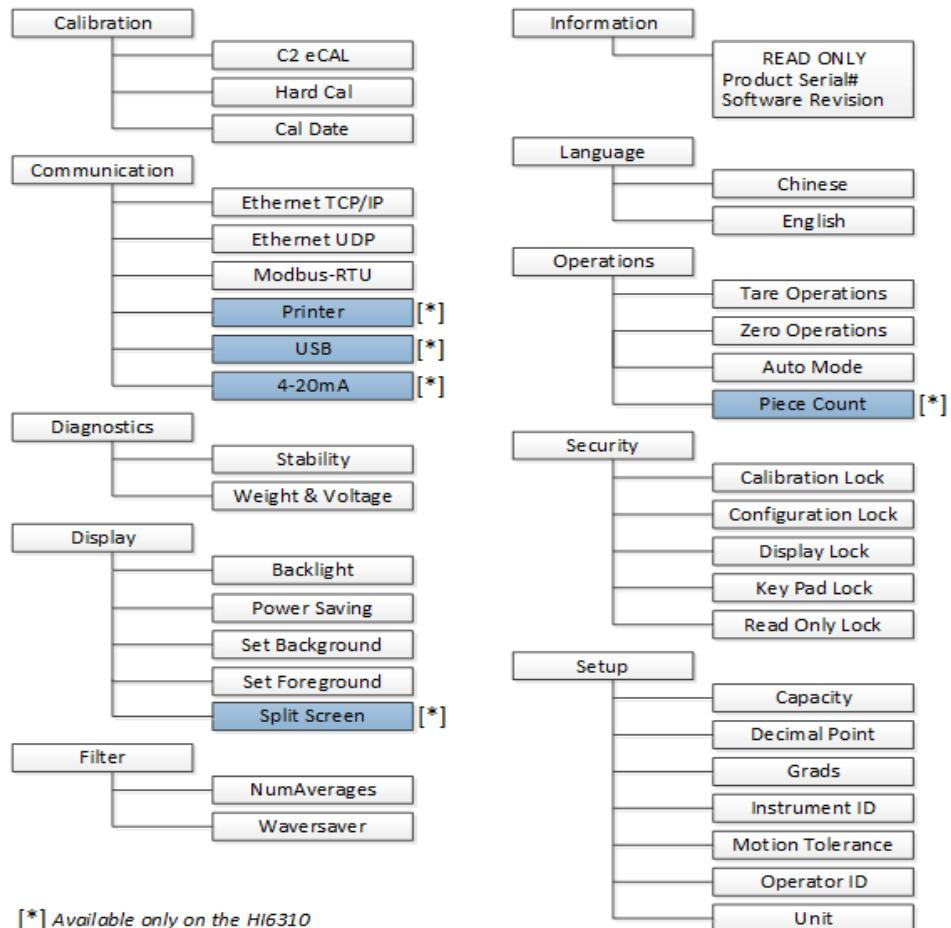 Calibration
C2 eCAL
Hard Cal
Cal Date
Communication
Ethernet TCP/IP
Ethernet UDP
Modbus-RTU
Printer [*]
USB [*]
4-20mA [*]
Diagnostics
Stability
Weight & Voltage
Display
Backlight
Power Saving
Set Background
Set Foreground
Split Screen [*]
Filter
NumAverages
Waversaver
[*] Available only on the HI6310
Information
READ ONLY
Product Serial#
Software Revision
Language
Chinese
English
Operations
Tare Operations
Zero Operations
Auto Mode
Piece Count [*]
Security
Calibration Lock
Configuration Lock
Display Lock
Key Pad Lock
Read Only Lock
Setup
Capacity
Decimal Point
Grads
Instrument ID
Motion Tolerance
Operator ID
Unit